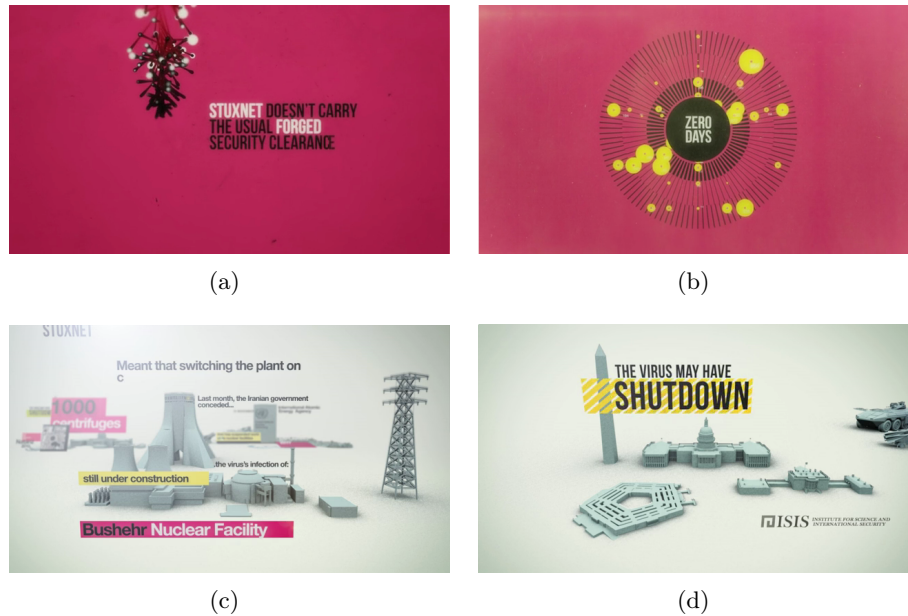 STUXNET DOESN'T CARRY
THE USUAL FORGED
SECURITY CLEARANCE
(a)
ZERO
DAYS
(b)
STUXNET
Meant that switching the plant on
c
Last month, the Iranian government
conceded...
1000
centrifuges
International Atomic
Energy Agency
..the virus's infection of:
still under construction
Bushehr Nuclear Facility
(c)
THE VIRUS MAY HAVE
SHUTDOWN
ISIS INSTITUTE FOR SCIENCE AND
INTERNATIONAL SECURITY
(d)